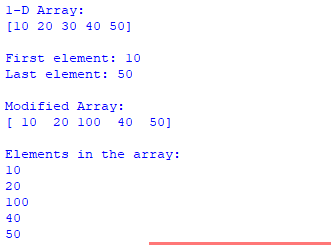 1-D Array:
[10 20 30 40 50]
First element: 10
Last element: 50
Modified Array:
[ 10  20 100  40  50]
Elements in the array:
10
20
100
40
50